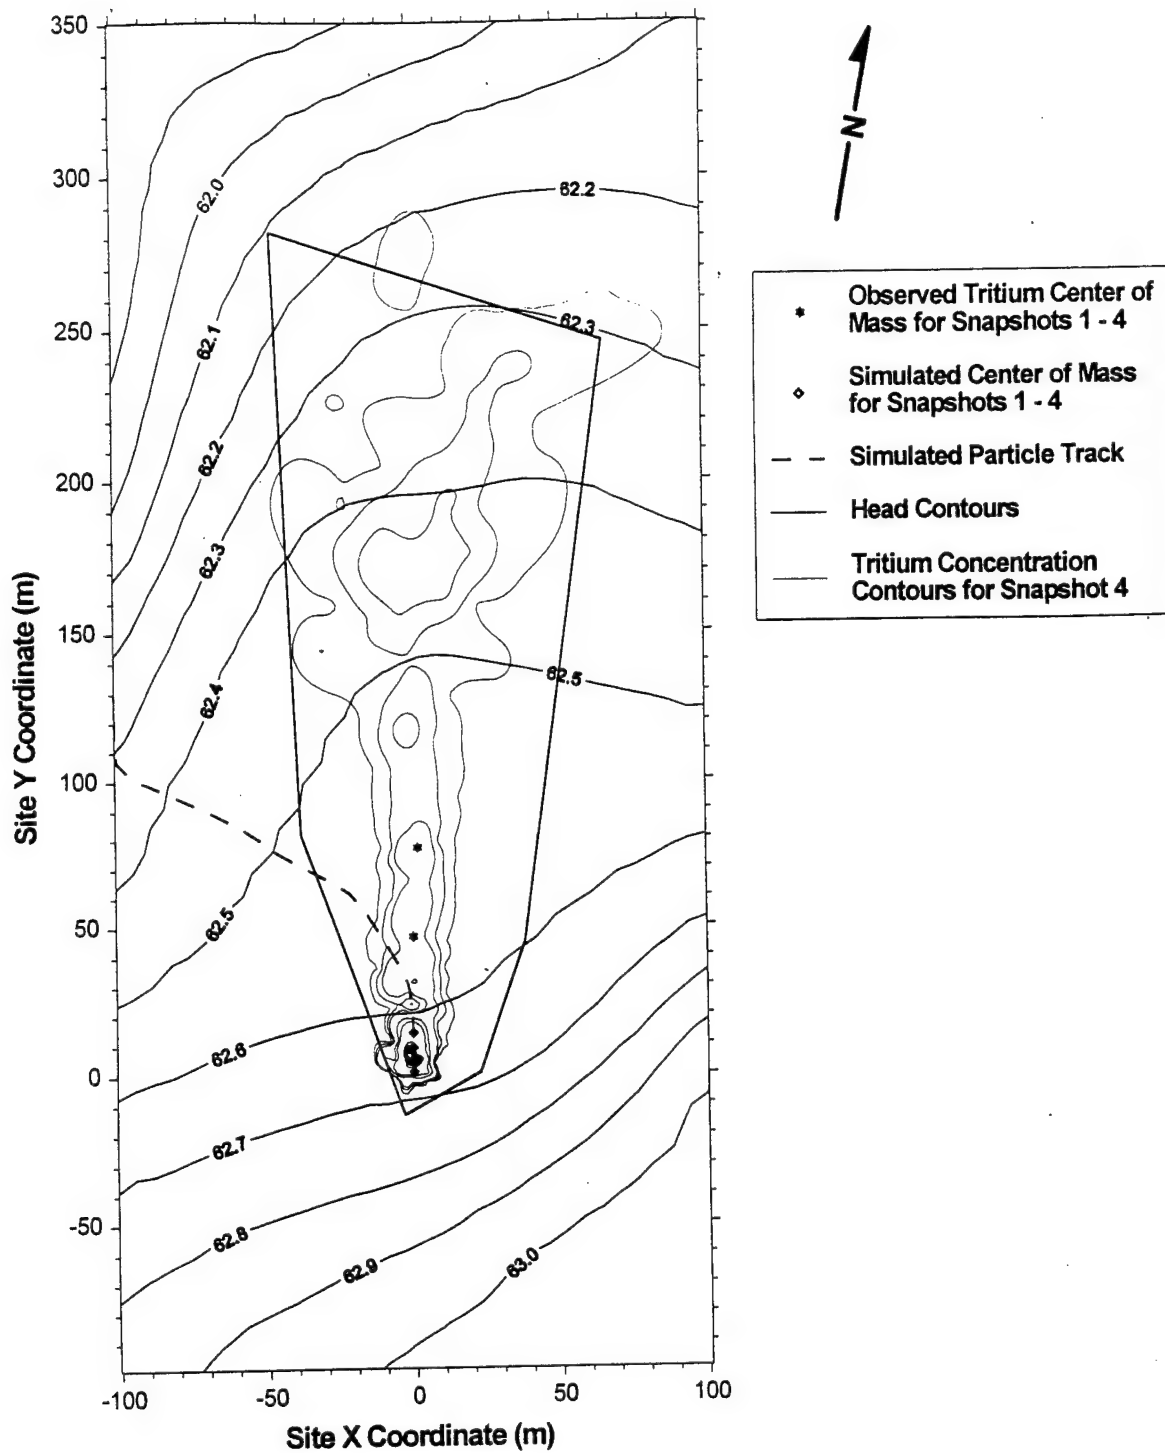 350
300
250
200
150
100
50
0
-50
-100
-50
0
50
100
Site Y Coordinate (m)
Site X Coordinate (m)
62.0
62.1
62.2
62.3
62.4
62.5
62.2
62.3
62.5
62.6
62.7
62.8
62.9
63.0
N
Observed Tritium Center of
Mass for Snapshots 1 - 4
Simulated Center of Mass
for Snapshots 1 - 4
Simulated Particle Track
Head Contours
Tritium Concentration
Contours for Snapshot 4